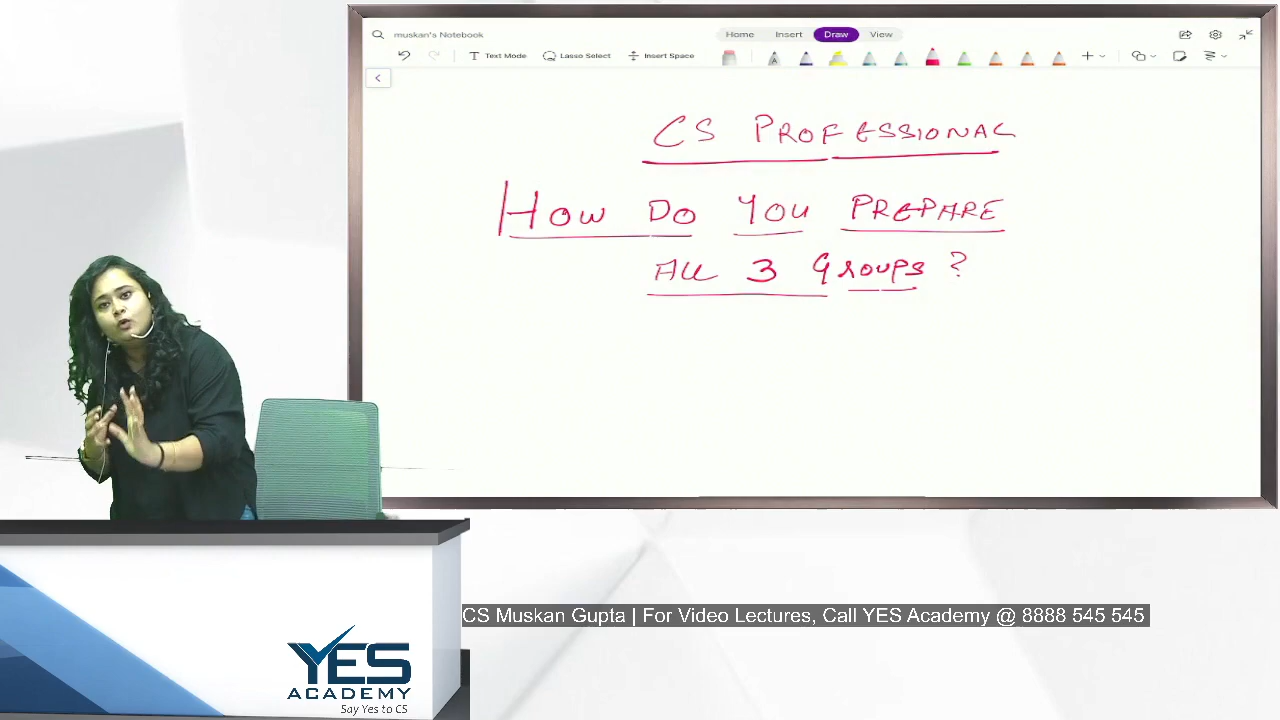 muskan's Notebook
Home Insert Draw View
Text Mode Lasso Select Insert Space
CS PROFESSIONAL
HOW DO YOU PREPARE
ALL 3 Groups ?
CS Muskan Gupta | For Video Lectures, Call YES Academy @ 8888 545 545
YES
ACADEMY
Say Yes to CS